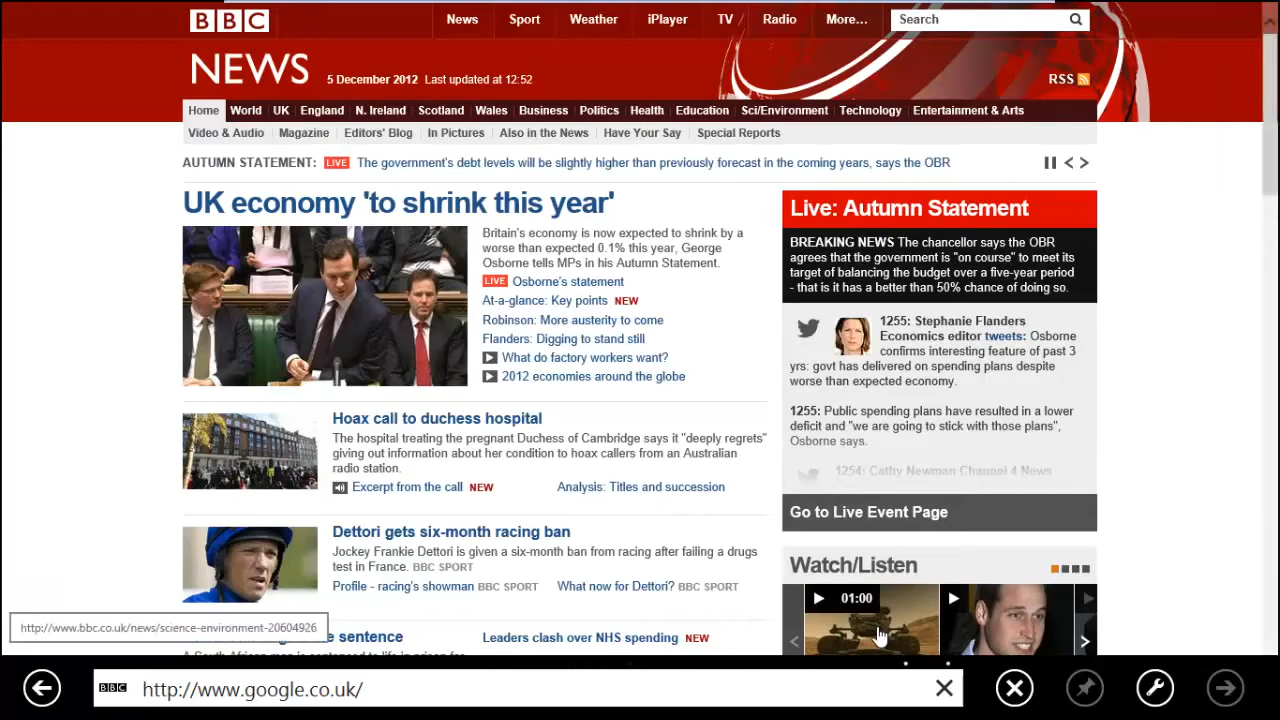 BBC
News Sport Weather iPlayer TV Radio More... Search
NEWS
5 December 2012 Last updated at 12:52
RSS
Home World UK England N. Ireland Scotland Wales Business Politics Health Education Sci/Environment Technology Entertainment & Arts
Video & Audio Magazine Editors' Blog In Pictures Also in the News Have Your Say Special Reports
AUTUMN STATEMENT: LIVE The government's debt levels will be slightly higher than previously forecast in the coming years, says the OBR
UK economy 'to shrink this year'
Britain's economy is now expected to shrink by a
worse than expected 0.1% this year, George
Osborne tells MPs in his Autumn Statement.
LIVE Osborne's statement
At-a-glance: Key points NEW
Robinson: More austerity to come
Flanders: Digging to stand still
What do factory workers want?
2012 economies around the globe
Hoax call to duchess hospital
The hospital treating the pregnant Duchess of Cambridge says it "deeply regrets"
giving out information about her condition to hoax callers from an Australian
radio station.
Excerpt from the call NEW
Analysis: Titles and succession
Dettori gets six-month racing ban
Jockey Frankie Dettori is given a six-month ban from racing after failing a drugs
test in France. BBC SPORT
Profile - racing's showman BBC SPORT
What now for Dettori? BBC SPORT
e sentence
Leaders clash over NHS spending NEW
A South African man is sentenced to life in prison for
Live: Autumn Statement
BREAKING NEWS The chancellor says the OBR
agrees that the government is "on course" to meet its
target of balancing the budget over a five-year period
- that is it has a better than 50% chance of doing so.
1255: Stephanie Flanders
Economics editor tweets: Osborne
confirms interesting feature of past 3
yrs: govt has delivered on spending plans despite
worse than expected economy.
1255: Public spending plans have resulted in a lower
deficit and "we are going to stick with those plans",
Osborne says.
1254: Cathy Newman Channel 4 News
Go to Live Event Page
Watch/Listen
01:00
http://www.bbc.co.uk/news/science-environment-20604926
BBC http://www.google.co.uk/